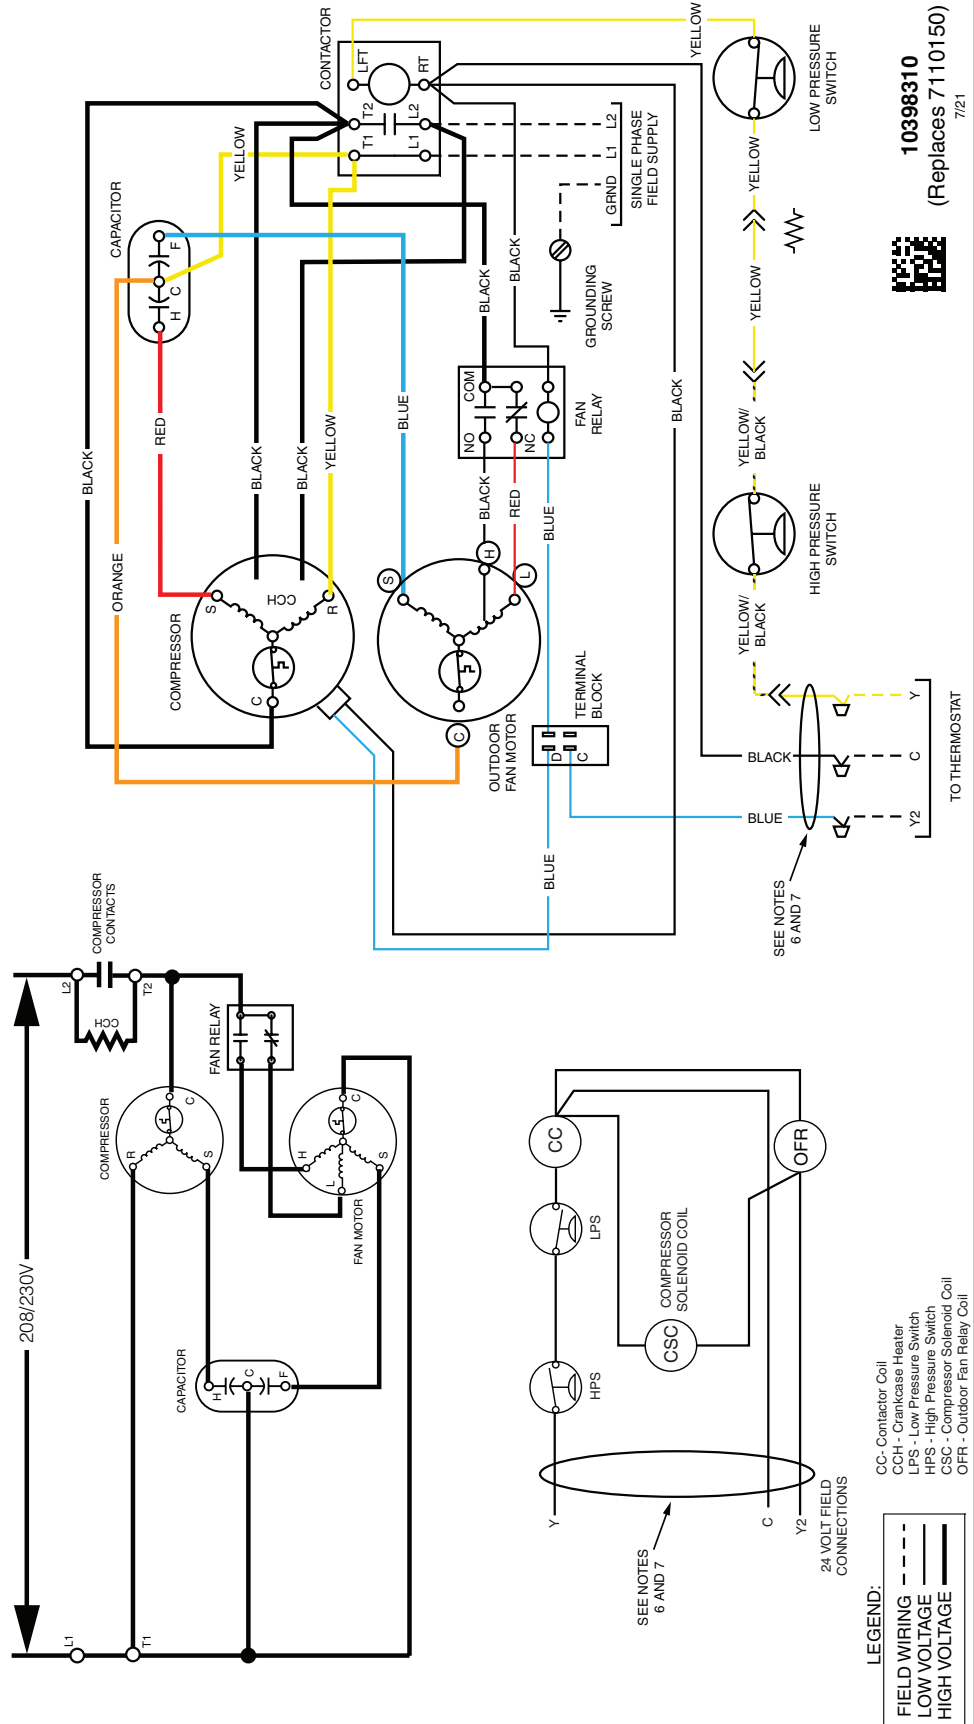 208/230V
L1
T1
L2
T2
CCH
COMPRESSOR
CONTACTS
COMPRESSOR
R
S
C
FAN RELAY
H
L
C
S
FAN MOTOR
CAPACITOR
H
C
F
BLACK
ORANGE
RED
CAPACITOR
H
C
F
YELLOW
BLACK
BLACK
YELLOW
BLUE
COMPRESSOR
S
CCH
R
C
CONTACTOR
LFT
RT
T2
L2
T1
L1
L2
L1
GRND
SINGLE PHASE
FIELD SUPPLY
GROUNDING
SCREW
BLACK
BLACK
COM
NO
NC
FAN
RELAY
BLACK
RED
BLUE
S
H
L
C
OUTDOOR
FAN MOTOR
TERMINAL
BLOCK
D
C
BLUE
BLACK
YELLOW
LOW PRESSURE
SWITCH
YELLOW
YELLOW
YELLOW/
BLACK
HIGH PRESSURE
SWITCH
YELLOW/
BLACK
BLACK
BLUE
SEE NOTES
6 AND 7
Y
C
Y2
TO THERMOSTAT
10398310
(Replaces 7110150)
7/21
Y
HPS
LPS
CC
COMPRESSOR
SOLENOID COIL
CSC
OFR
C
Y2
SEE NOTES
6 AND 7
24 VOLT FIELD
CONNECTIONS
LEGEND:
FIELD WIRING
LOW VOLTAGE
HIGH VOLTAGE
CC- Contactor Coil
CCH - Crankcase Heater
LPS - Low Pressure Switch
HPS - High Pressure Switch
CSC - Compressor Solenoid Coil
OFR - Outdoor Fan Relay Coil